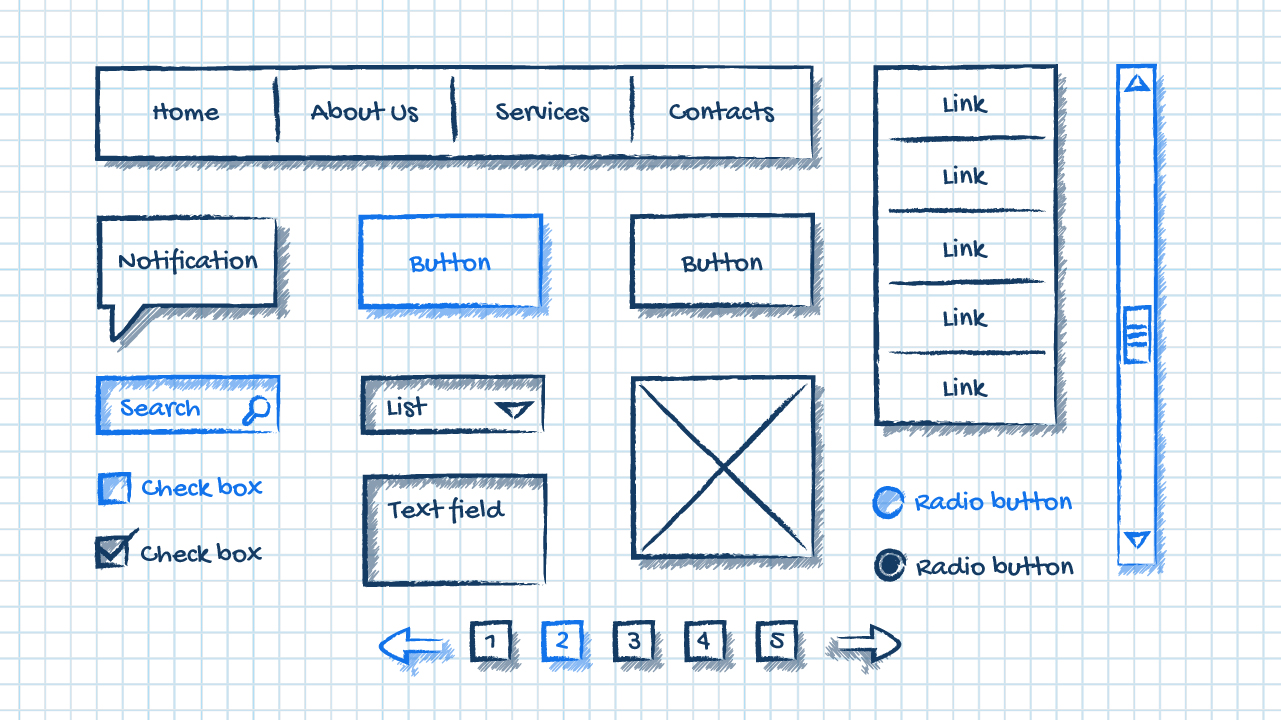 Home About Us Services Contacts
Link
Link
Link
Link
Link
Notification
Button
Button
Search
List
Check box
Check box
Text field
Radio button
Radio button
1 2 3 4 5